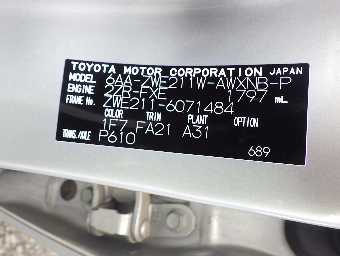 TOYOTA MOTOR CORPORATION JAPAN
MODEL 6AA-ZWE211W-AWXNB-P
ENGINE 2ZR-FXE 1797 mL
FRAME No. ZWE211-6071484
COLOR TRIM PLANT OPTION
1F7 FA21 A31
TRANS./AXLE P610
689